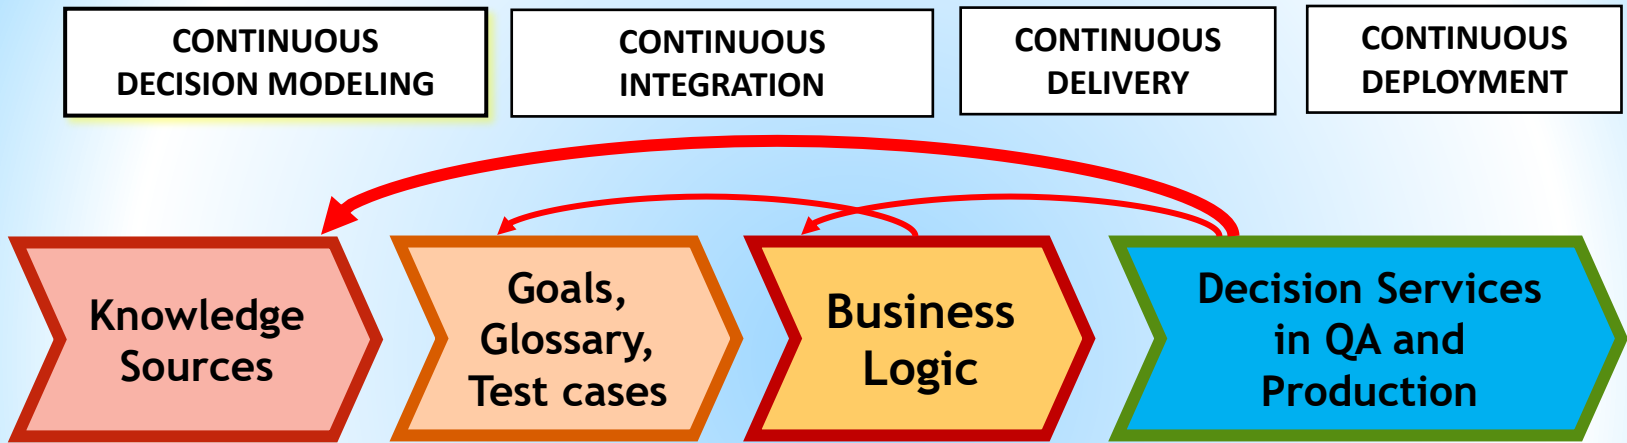 CONTINUOUS
DECISION MODELING
CONTINUOUS
INTEGRATION
CONTINUOUS
DELIVERY
CONTINUOUS
DEPLOYMENT
Knowledge
Sources
Goals,
Glossary,
Test cases
Business
Logic
Decision Services
in QA and
Production